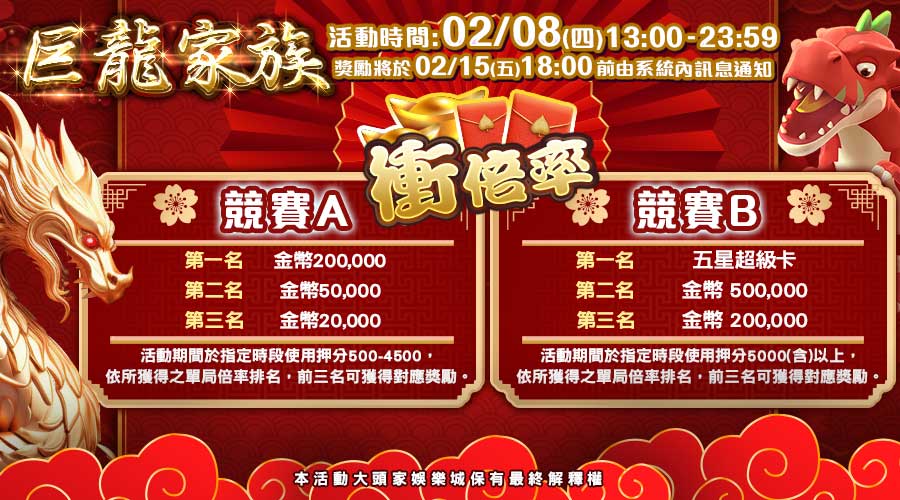 巨龍家族
活動時間:02/08(四)13:00-23:59
獎勵將於 02/15(五)18:00 前由系統內訊息通知
衝倍率
競賽A
第一名 金幣200,000
第二名 金幣50,000
第三名 金幣20,000
活動期間於指定時段使用押分500-4500，
依所獲得之單局倍率排名，前三名可獲得對應獎勵。
競賽B
第一名 五星超級卡
第二名 金幣 500,000
第三名 金幣 200,000
活動期間於指定時段使用押分5000(含)以上，
依所獲得之單局倍率排名，前三名可獲得對應獎勵。
本活動大頭家娛樂城保有最終解釋權